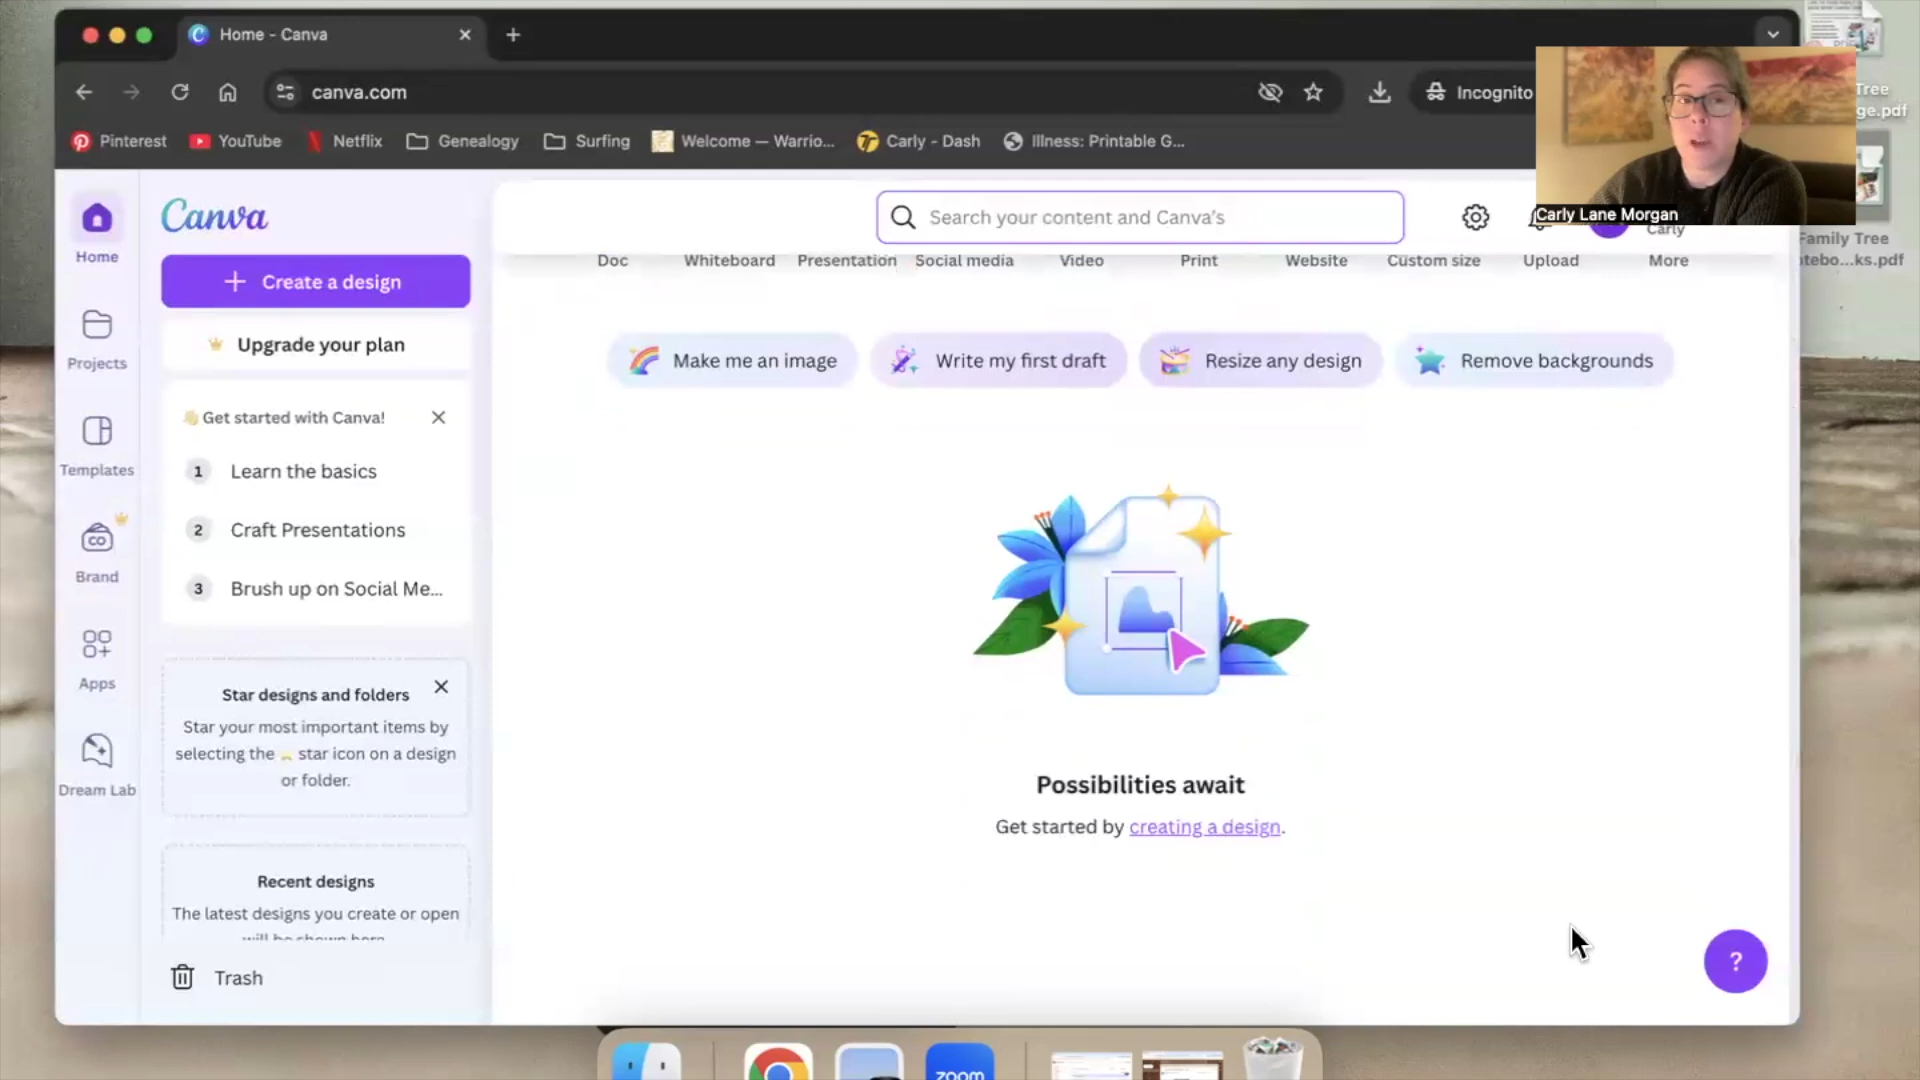 Home - Canva
canva.com
Incognito
Pinterest
YouTube
Netflix
Genealogy
Surfing
Welcome — Warrio...
Carly - Dash
Illness: Printable G...
Carly Lane Morgan
Carly
Tree
ge.pdf
Family Tree
tebo...ks.pdf
Home
Projects
Templates
CO
Brand
Apps
Dream Lab
Canva
Create a design
Upgrade your plan
Get started with Canva!
1 Learn the basics
2 Craft Presentations
3 Brush up on Social Me...
Star designs and folders
Star your most important items by
selecting the star icon on a design
or folder.
Recent designs
The latest designs you create or open
will be shown here
Trash
Search your content and Canva's
Doc
Whiteboard
Presentation
Social media
Video
Print
Website
Custom size
Upload
More
Make me an image
Write my first draft
Resize any design
Remove backgrounds
Possibilities await
Get started by creating a design.
?
zoom